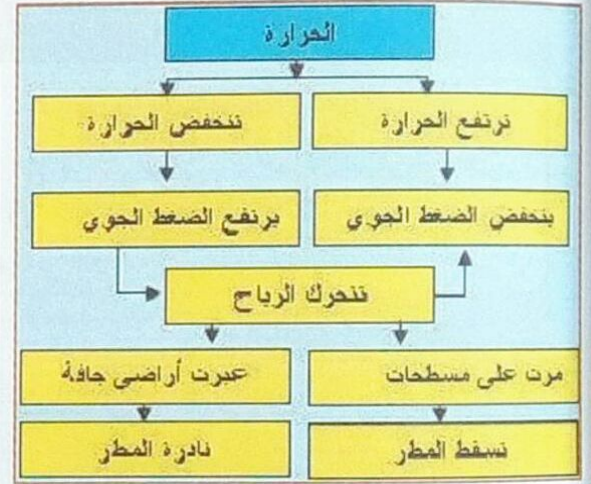 الحرارة
ترتفع الحرارة
تنخفض الحرارة
ينخفض الضغط الجوي
يرتفع الضغط الجوي
تتحرك الرياح
مرت على مسطحات
عبرت أراضي جافة
تسقط المطر
نادرة المطر